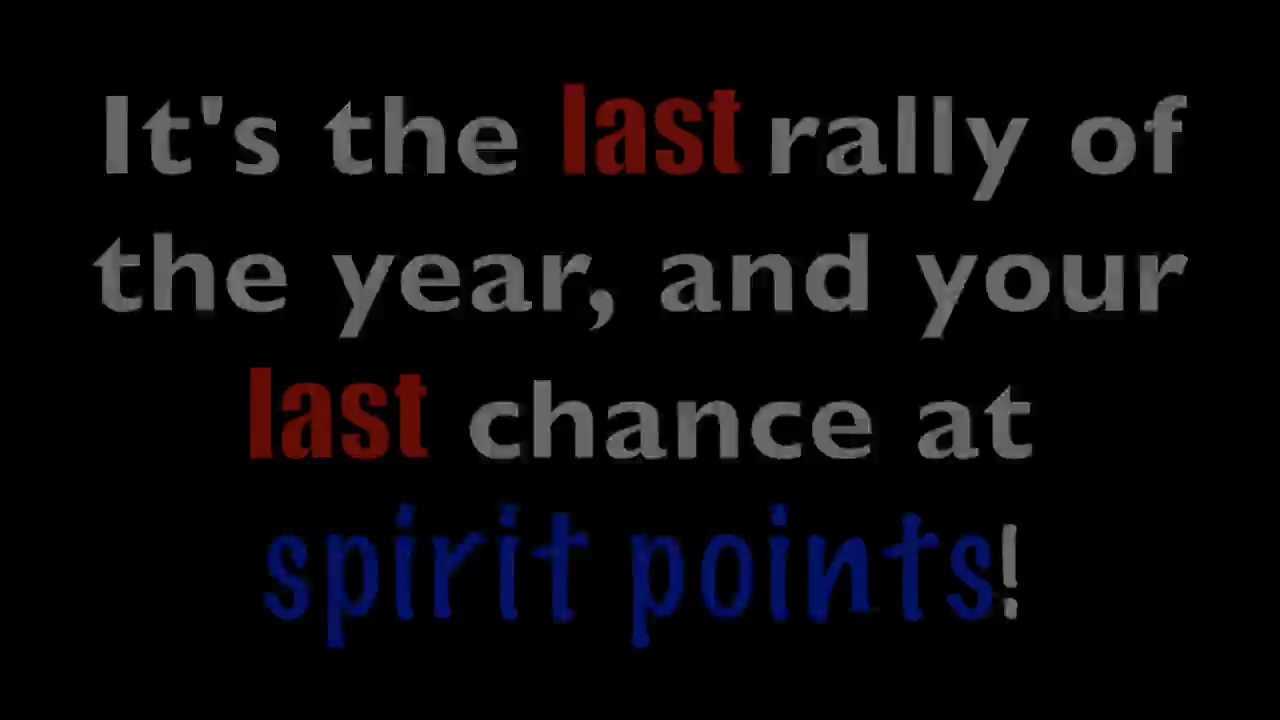 It's the last rally of
the year, and your
last chance at
spirit points!